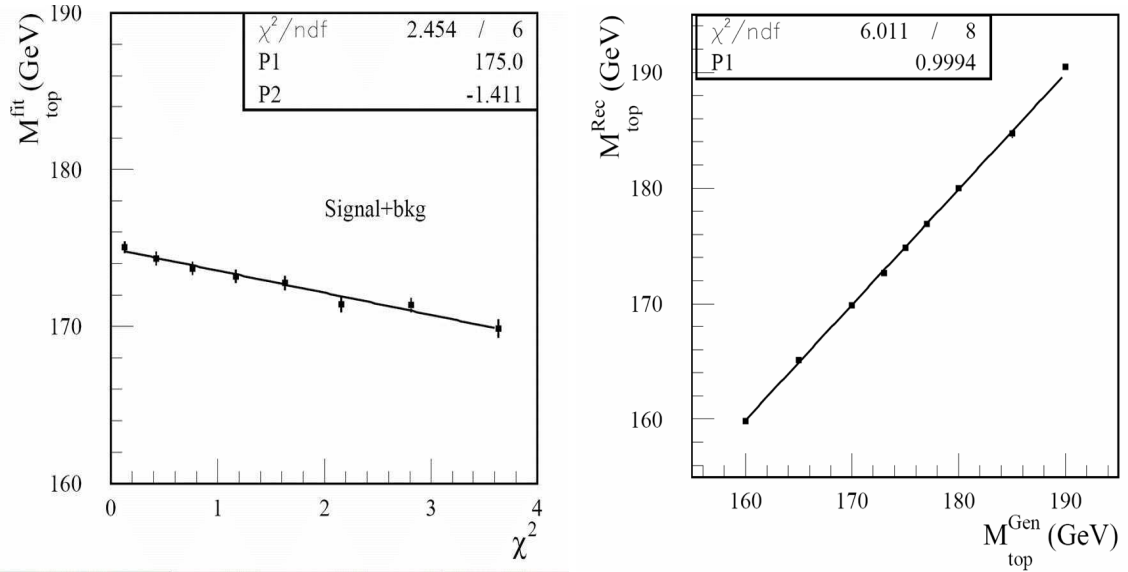 M^fit_top (GeV)
190
180
170
160
χ²/ndf 2.454 / 6
P1 175.0
P2 -1.411
Signal+bkg
0 1 2 3 4
χ²
M^Rec_top (GeV)
190
180
170
160
χ²/ndf 6.011 / 8
P1 0.9994
160 170 180 190
M^Gen_top (GeV)